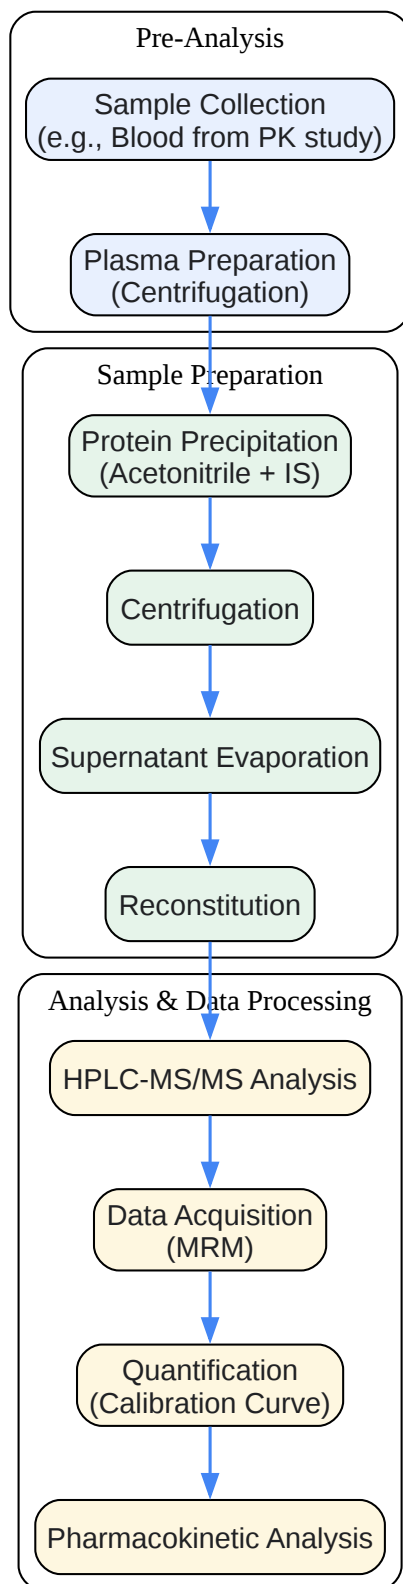 Pre-Analysis
Sample Collection
(e.g., Blood from PK study)
Plasma Preparation
(Centrifugation)
Sample Preparation
Protein Precipitation
(Acetonitrile + IS)
Centrifugation
Supernatant Evaporation
Reconstitution
Analysis & Data Processing
HPLC-MS/MS Analysis
Data Acquisition
(MRM)
Quantification
(Calibration Curve)
Pharmacokinetic Analysis